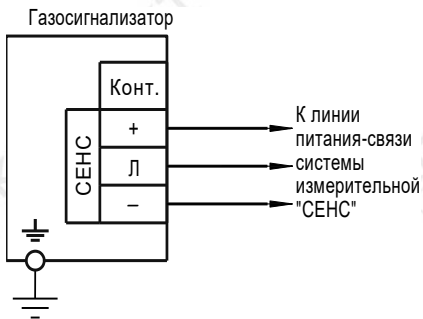 Газосигнализатор
Конт.
СЕНС
+
Л
–
К линии
питания-связи
системы
измерительной
"СЕНС"